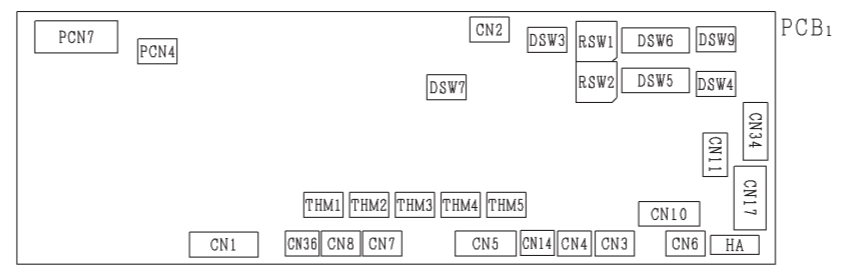 PCB1
PCN7
PCN4
CN2
DSW3
RSW1
DSW6
DSW9
RSW2
DSW5
DSW4
DSW7
CN34
CN11
CN17
THM1 THM2 THM3 THM4 THM5
CN10
CN1
CN36 CN8 CN7
CN5
CN14 CN4 CN3
CN6
HA